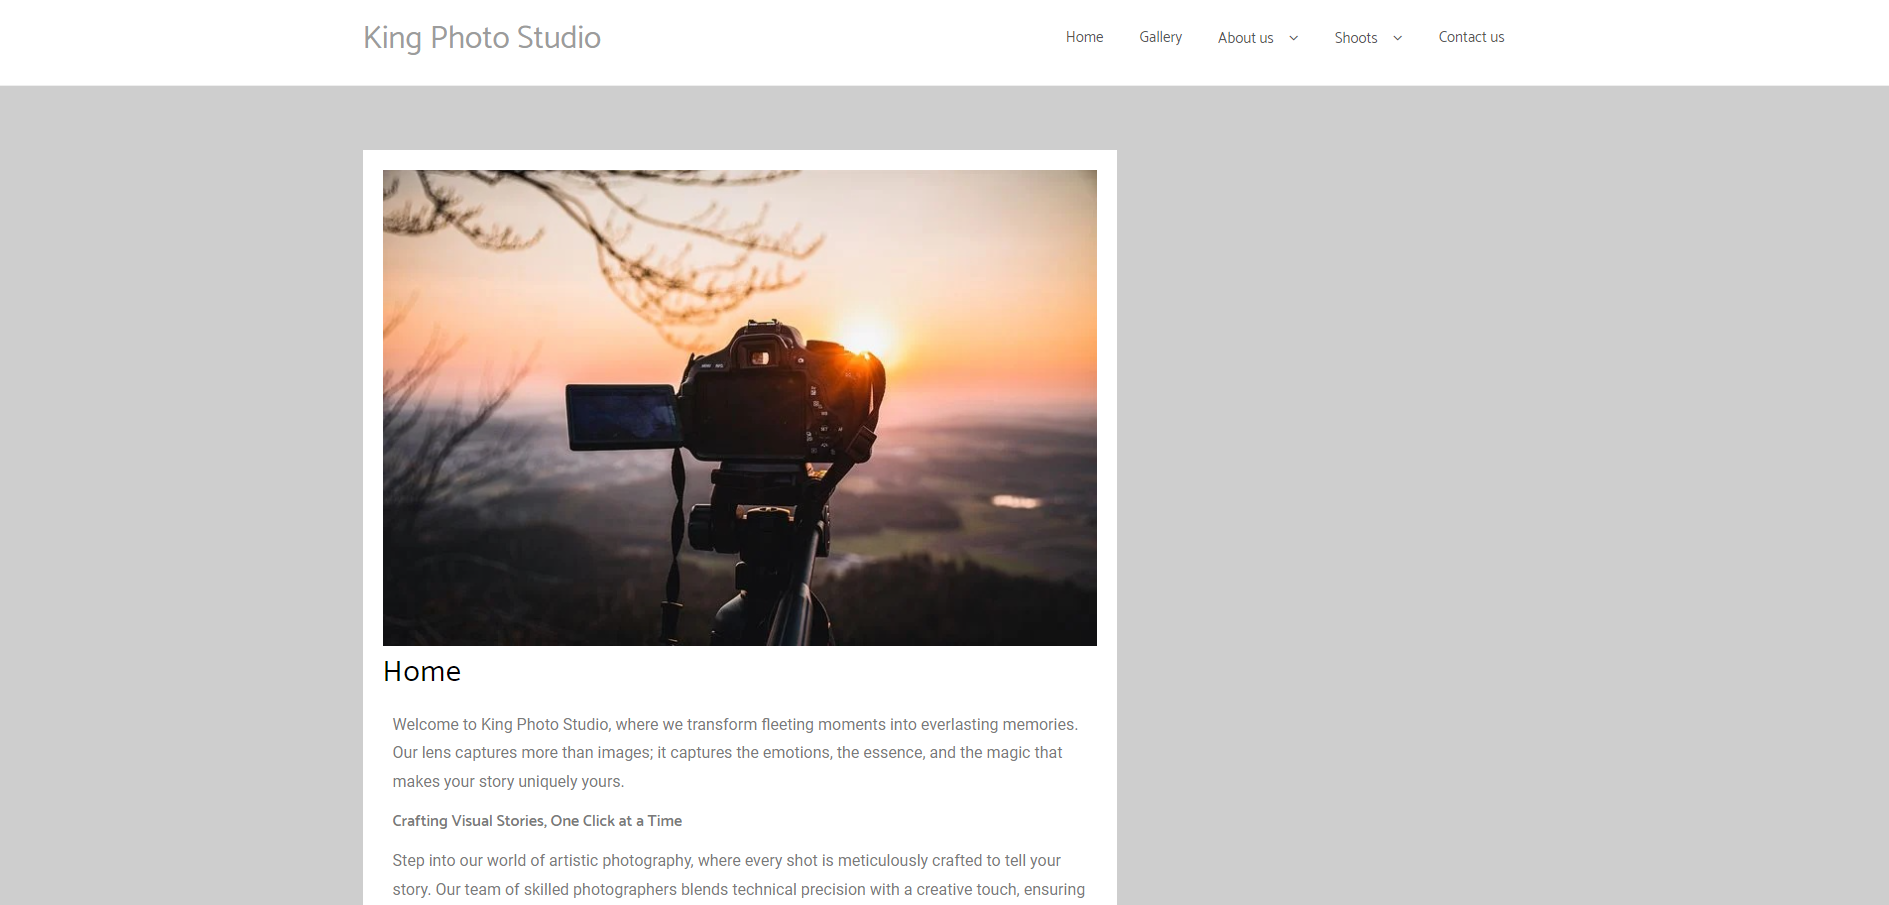 King Photo Studio
Home Gallery About us Shoots Contact us
Home
Welcome to King Photo Studio, where we transform fleeting moments into everlasting memories.
Our lens captures more than images; it captures the emotions, the essence, and the magic that
makes your story uniquely yours.
Crafting Visual Stories, One Click at a Time
Step into our world of artistic photography, where every shot is meticulously crafted to tell your
story. Our team of skilled photographers blends technical precision with a creative touch, ensuring